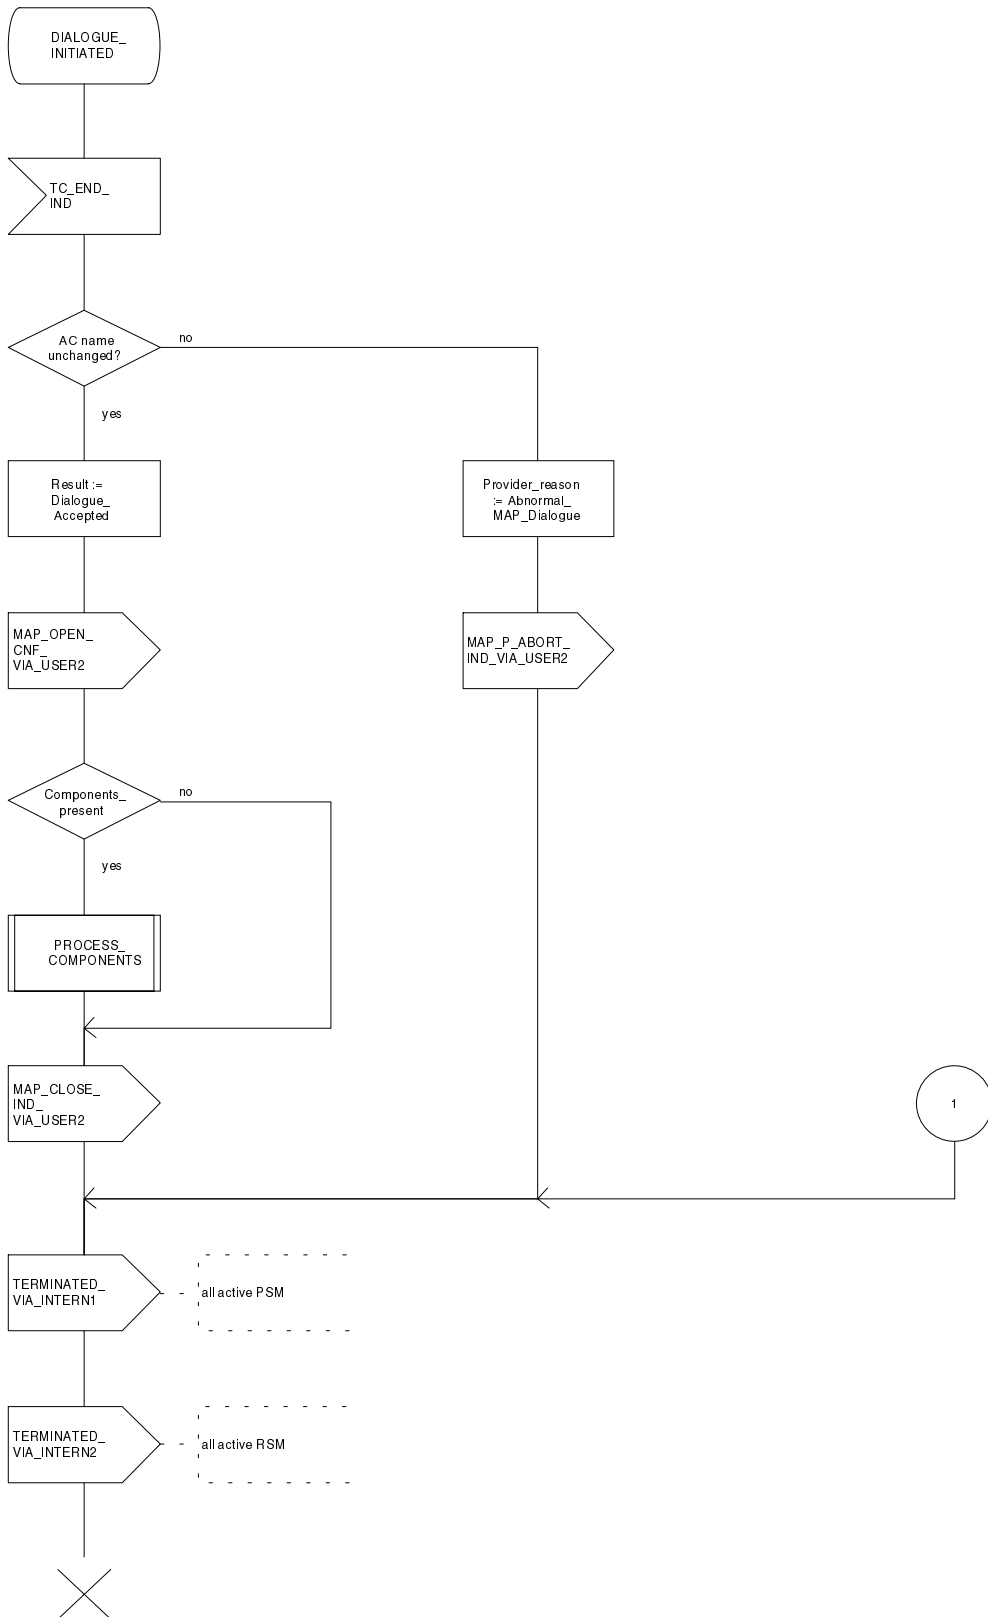 DIALOGUE_
INITIATED
TC_END_
IND
AC name
unchanged?
no
yes
Result :=
Dialogue_
Accepted
Provider_reason
:= Abnormal_
MAP_Dialogue
MAP_OPEN_
CNF_
VIA_USER2
MAP_P_ABORT_
IND_VIA_USER2
Components_
present
no
yes
PROCESS_
COMPONENTS
MAP_CLOSE_
IND_
VIA_USER2
1
TERMINATED_
VIA_INTERN1
all active PSM
TERMINATED_
VIA_INTERN2
all active RSM